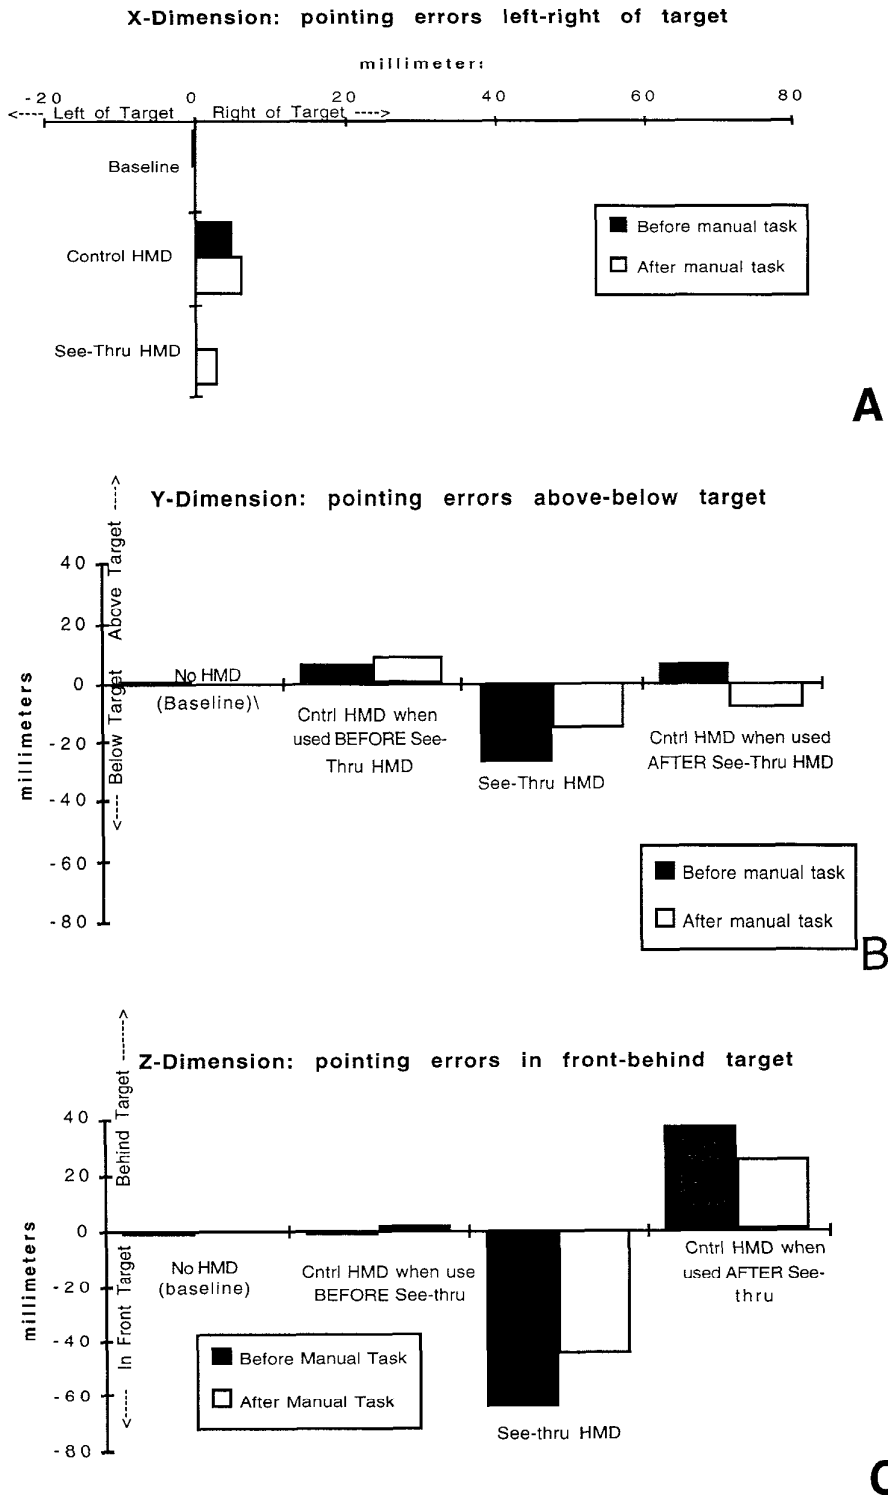 X-Dimension: pointing errors left-right of target
millimeters
-20 0 20 40 60 80
<---- Left of Target Right of Target ---->
Baseline
Control HMD
See-Thru HMD
Before manual task
After manual task
A
Y-Dimension: pointing errors above-below target
<---- Below Target Above Target ---->
millimeters
40
20
0
-20
-40
-60
-80
No HMD
(Baseline)\
Cntrl HMD when
used BEFORE See-
Thru HMD
See-Thru HMD
Cntrl HMD when used
AFTER See-Thru HMD
Before manual task
After manual task
B
Z-Dimension: pointing errors in front-behind target
<---- In Front Target Behind Target ------>
millimeters
40
20
0
-20
-40
-60
-80
No HMD
(baseline)
Cntrl HMD when use
BEFORE See-thru
See-thru HMD
Cntrl HMD when
used AFTER See-
thru
Before Manual Task
After Manual Task
C